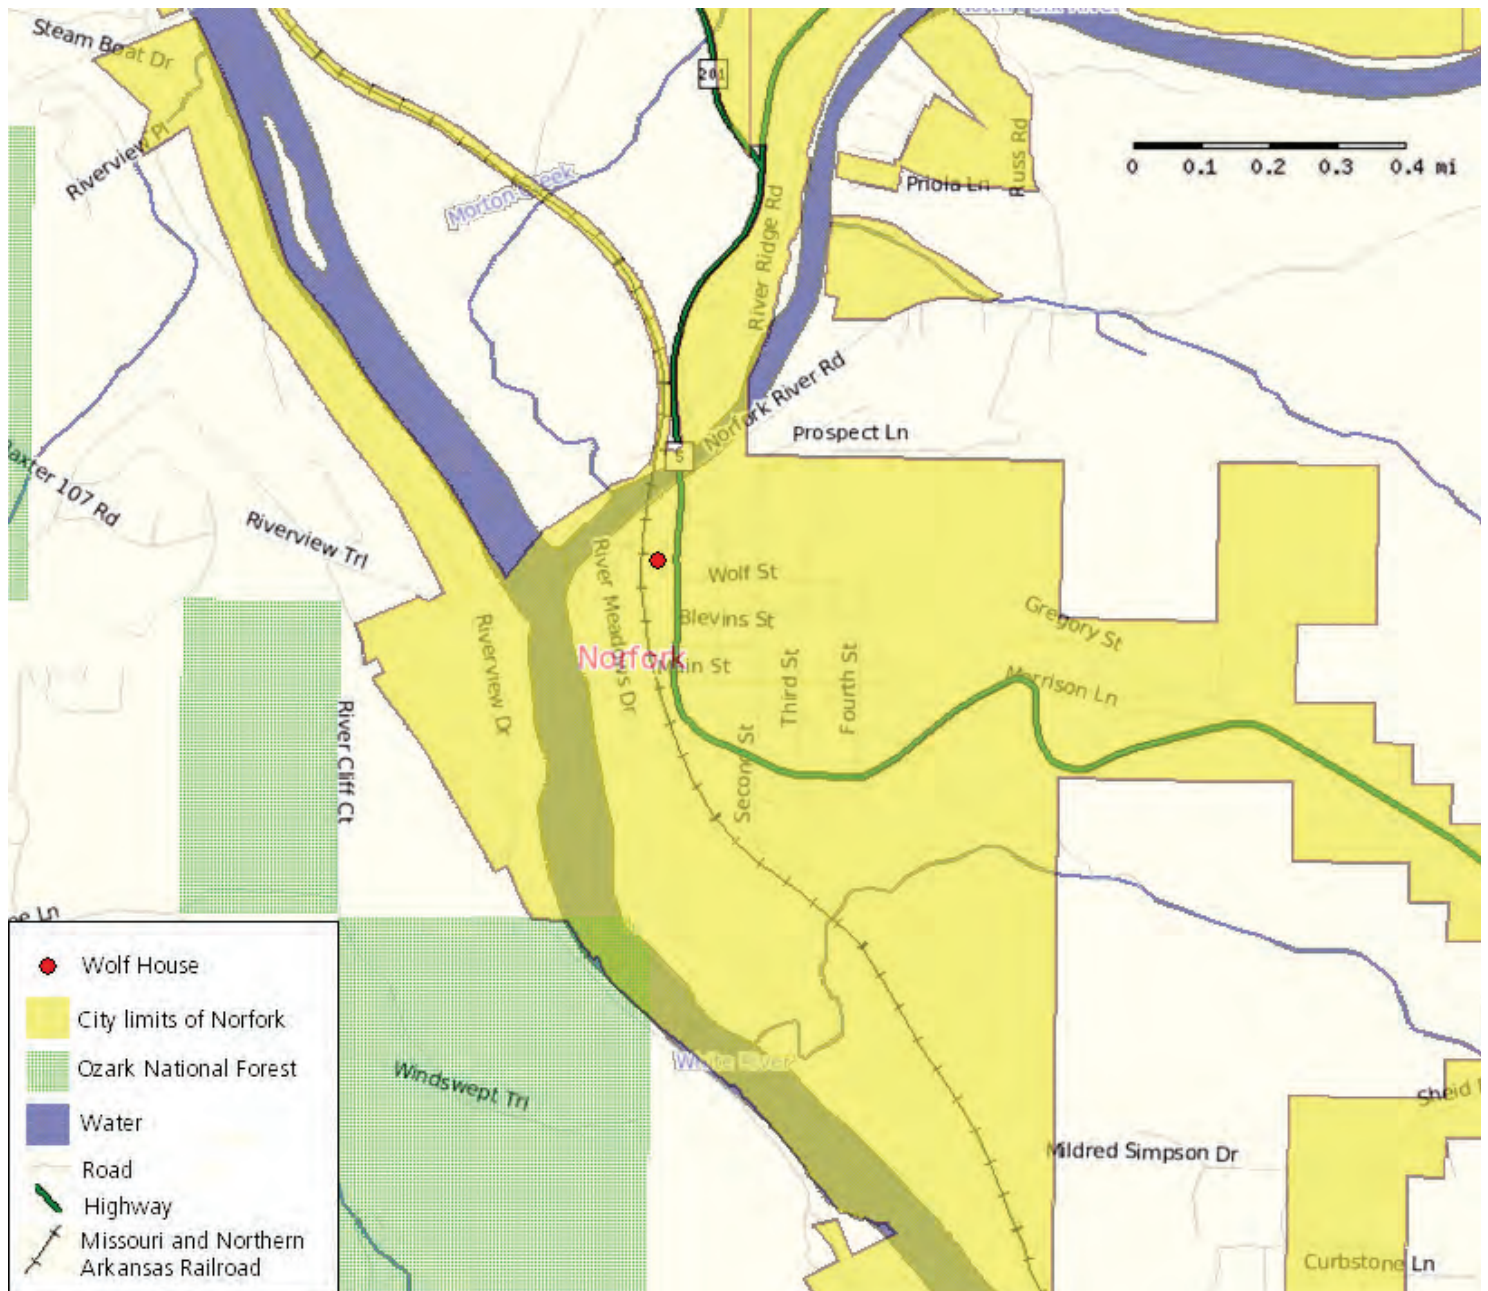 Steam Boat Dr
201
Riverview Pl
Morton Creek
River Ridge Rd
Priola Ln
Russ Rd
0 0.1 0.2 0.3 0.4 mi
Norfork River Rd
Prospect Ln
5
Baxter 107 Rd
Riverview Trl
River Meadows Dr
Wolf St
Blevins St
Norfork
Main St
Riverview Dr
Second St
Third St
Fourth St
Gregory St
Morrison Ln
River Cliff Ct
Ln
White River
Windswept Trl
Mildred Simpson Dr
Sheid
Curbstone Ln
Wolf House
City limits of Norfork
Ozark National Forest
Water
Road
Highway
Missouri and Northern
Arkansas Railroad